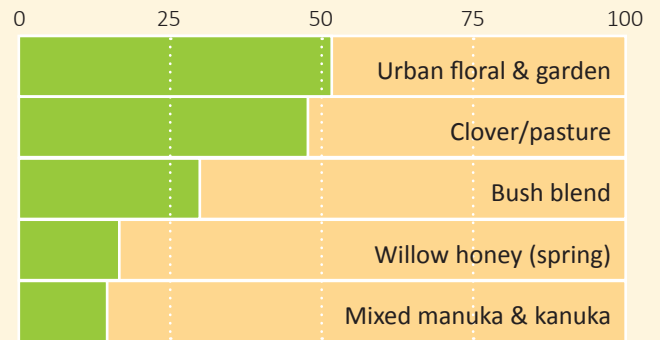 0 25 50 75 100
Urban floral & garden
Clover/pasture
Bush blend
Willow honey (spring)
Mixed manuka & kanuka